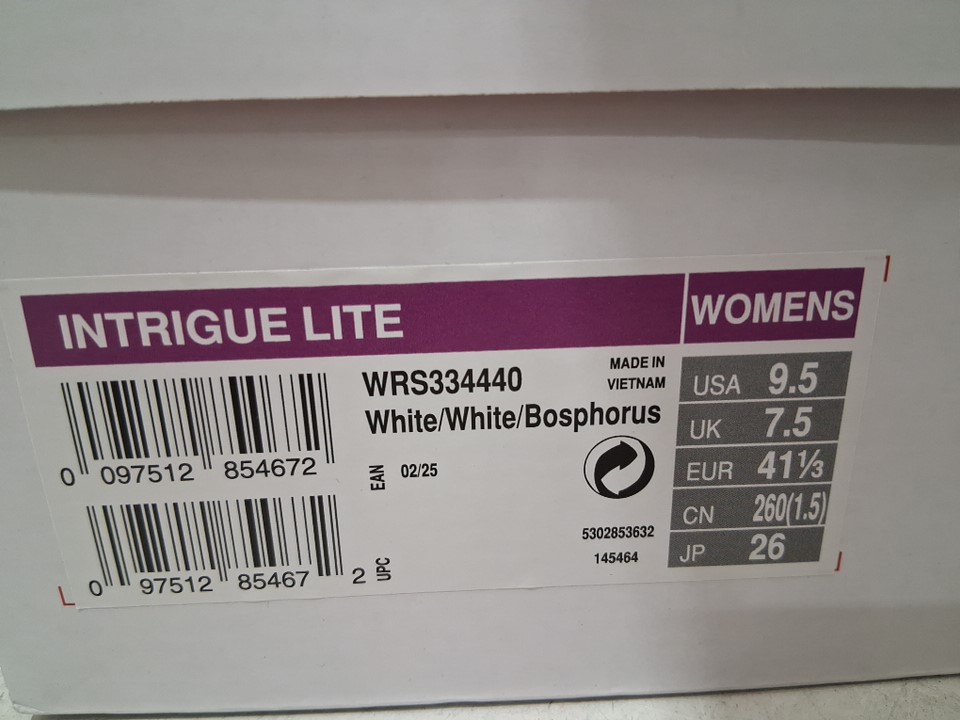 INTRIGUE LITE
WOMENS
WRS334440
White/White/Bosphorus
MADE IN
VIETNAM
0 097512 854672
EAN
02/25
5302853632
145464
0 97512 85467 2
UPC
USA 9.5
UK 7.5
EUR 41⅓
CN 260(1.5)
JP 26